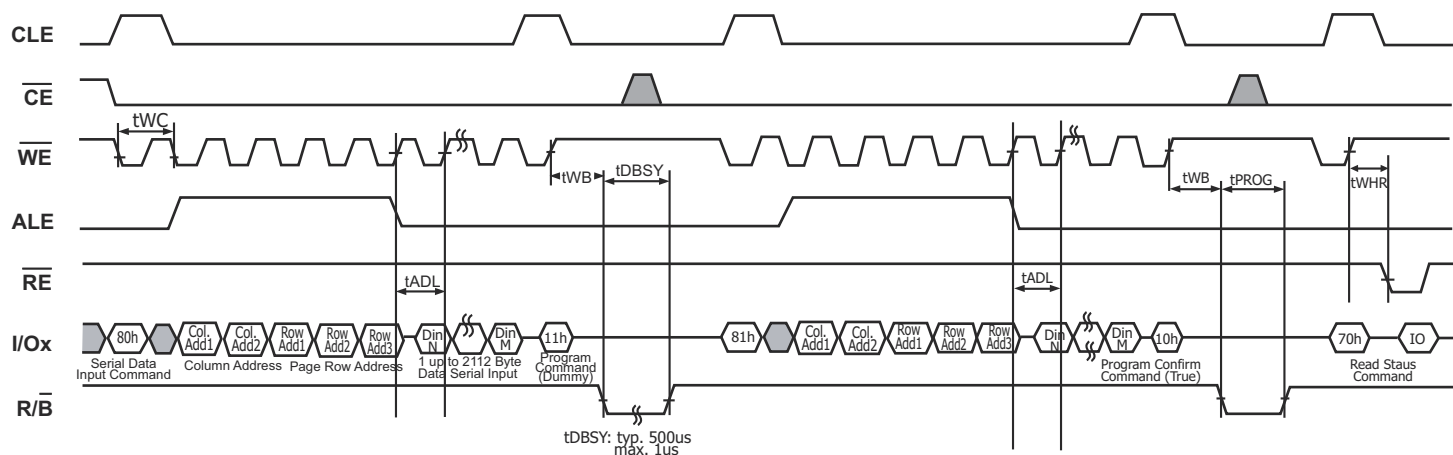 CLE
CE
tWC
WE
tWB
tDBSY
tWB
tPROG
tWHR
ALE
RE
tADL
tADL
I/Ox
80h
Col. Add1
Col. Add2
Row Add1
Row Add2
Row Add3
Din N
Din M
11h
81h
Col. Add1
Col. Add2
Row Add1
Row Add2
Row Add3
Din N
Din M
10h
70h
IO
Serial Data
Input Command
Column Address
Page Row Address
1 up to 2112 Byte
Data Serial Input
Program
Command
(Dummy)
Program Confirm
Command (True)
Read Staus
Command
R/B
tDBSY: typ. 500us
max. 1us